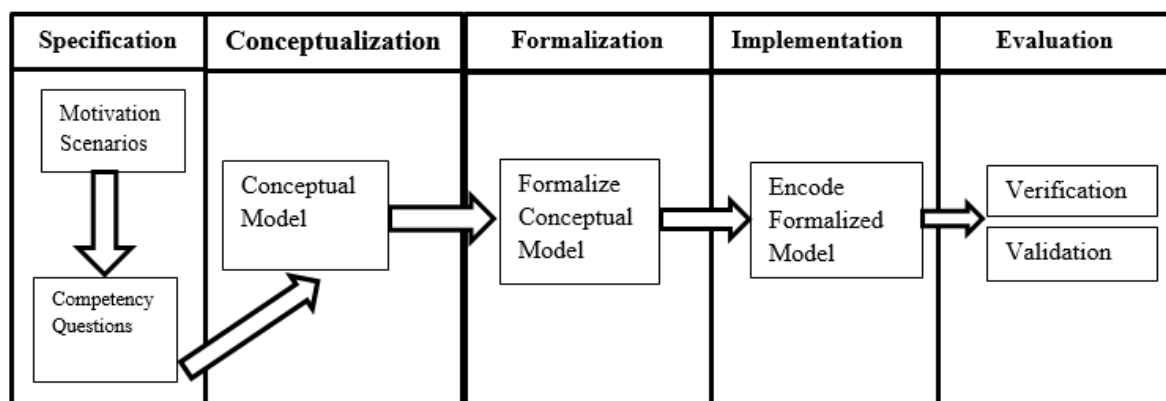 Specification
Conceptualization
Formalization
Implementation
Evaluation
Motivation
Scenarios
Competency
Questions
Conceptual
Model
Formalize
Conceptual
Model
Encode
Formalized
Model
Verification
Validation